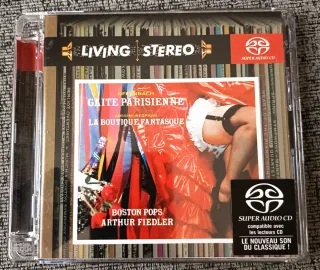 LIVING STEREO
SUPER AUDIO CD
OFFENBACH
GAÎTÉ PARISIENNE
ROSSINI-RESPIGHI
LA BOUTIQUE FANTASQUE
BOSTON POPS
ARTHUR FIEDLER
SUPER AUDIO CD
compatible avec
les lecteurs CD
LE NOUVEAU SON
DU CLASSIQUE !